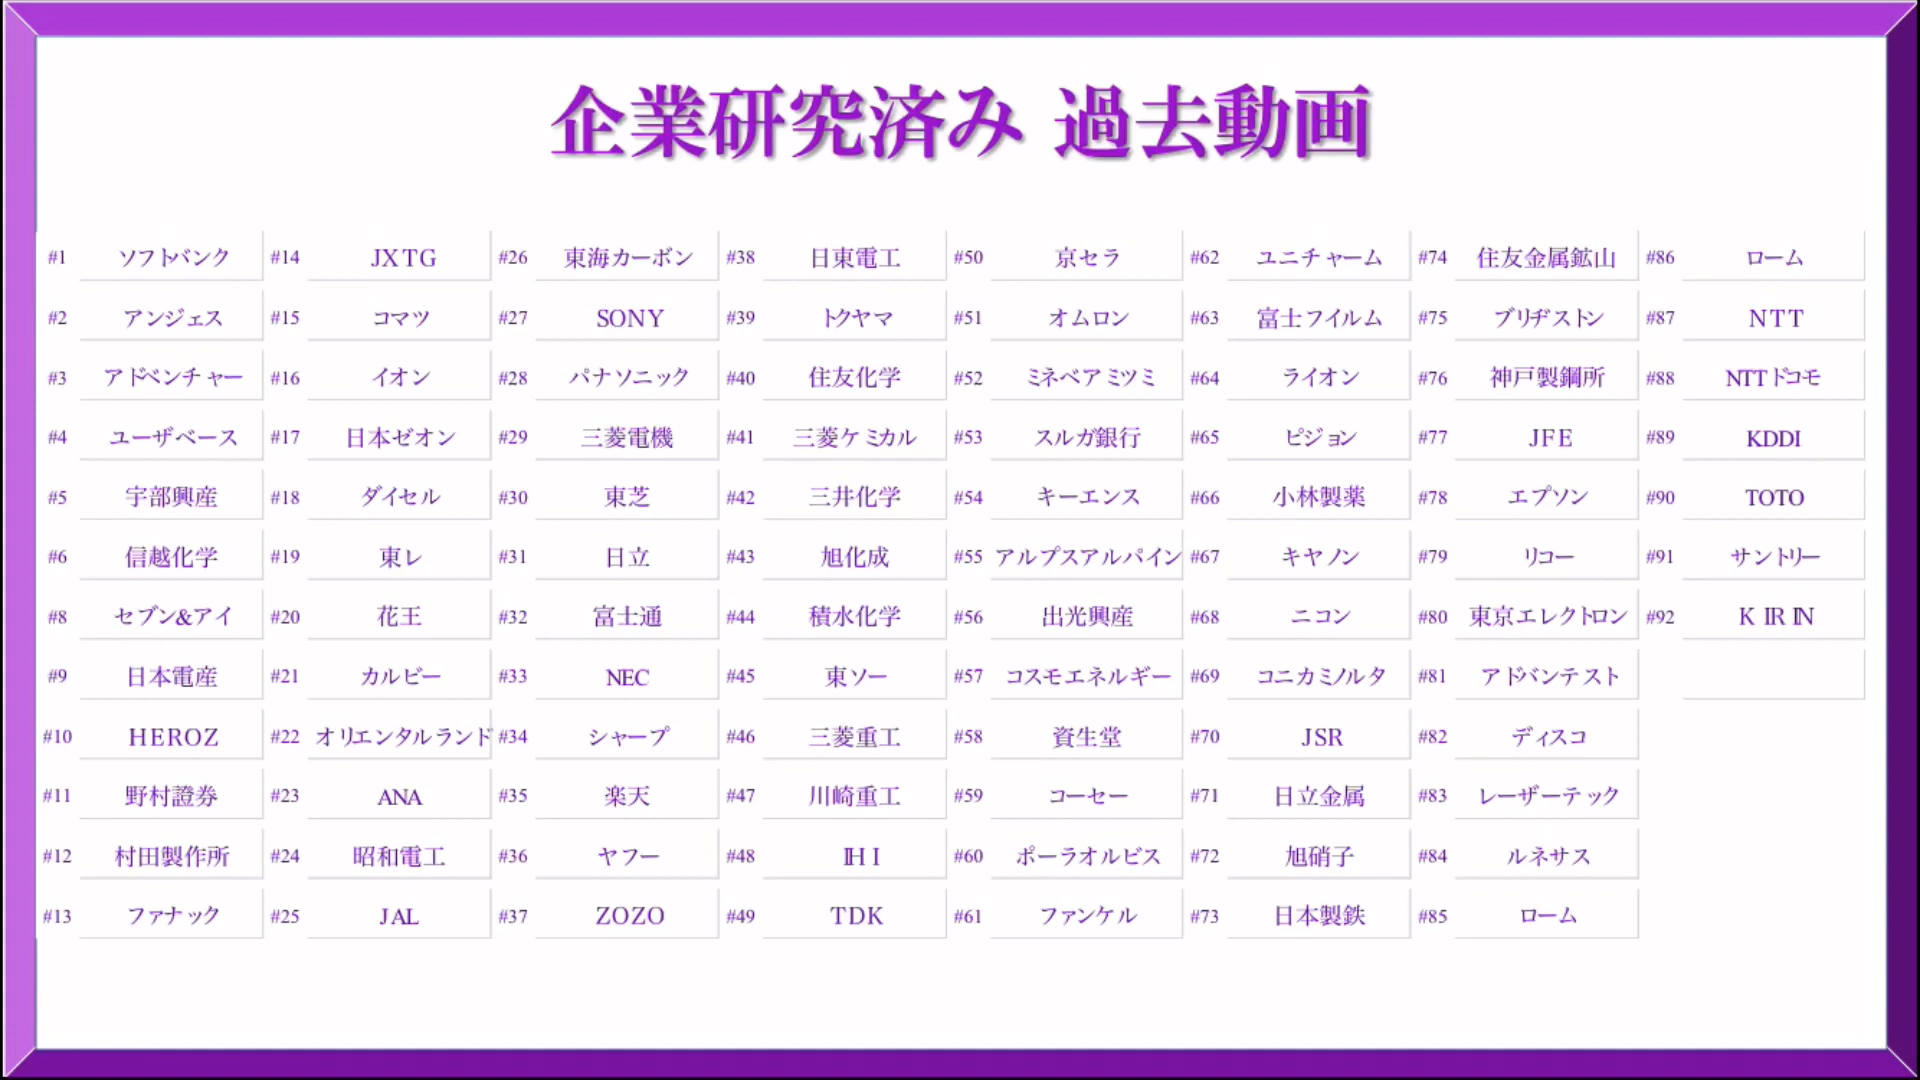 企業研究済み 過去動画
#1 ソフトバンク #14 JXTG #26 東海カーボン #38 日東電工 #50 京セラ #62 ユニチャーム #74 住友金属鉱山 #86 ローム
#2 アンジェス #15 コマツ #27 SONY #39 トクヤマ #51 オムロン #63 富士フイルム #75 ブリヂストン #87 NTT
#3 アドベンチャー #16 イオン #28 パナソニック #40 住友化学 #52 ミネベアミツミ #64 ライオン #76 神戸製鋼所 #88 NTTドコモ
#4 ユーザベース #17 日本ゼオン #29 三菱電機 #41 三菱ケミカル #53 スルガ銀行 #65 ピジョン #77 JFE #89 KDDI
#5 宇部興産 #18 ダイセル #30 東芝 #42 三井化学 #54 キーエンス #66 小林製薬 #78 エプソン #90 TOTO
#6 信越化学 #19 東レ #31 日立 #43 旭化成 #55 アルプスアルパイン #67 キヤノン #79 リコー #91 サントリー
#8 セブン&アイ #20 花王 #32 富士通 #44 積水化学 #56 出光興産 #68 ニコン #80 東京エレクトロン #92 KIRIN
#9 日本電産 #21 カルビー #33 NEC #45 東ソー #57 コスモエネルギー #69 コニカミノルタ #81 アドバンテスト
#10 HEROZ #22 オリエンタルランド #34 シャープ #46 三菱重工 #58 資生堂 #70 JSR #82 ディスコ
#11 野村證券 #23 ANA #35 楽天 #47 川崎重工 #59 コーセー #71 日立金属 #83 レーザーテック
#12 村田製作所 #24 昭和電工 #36 ヤフー #48 IHI #60 ポーラオルビス #72 旭硝子 #84 ルネサス
#13 ファナック #25 JAL #37 ZOZO #49 TDK #61 ファンケル #73 日本製鉄 #85 ローム